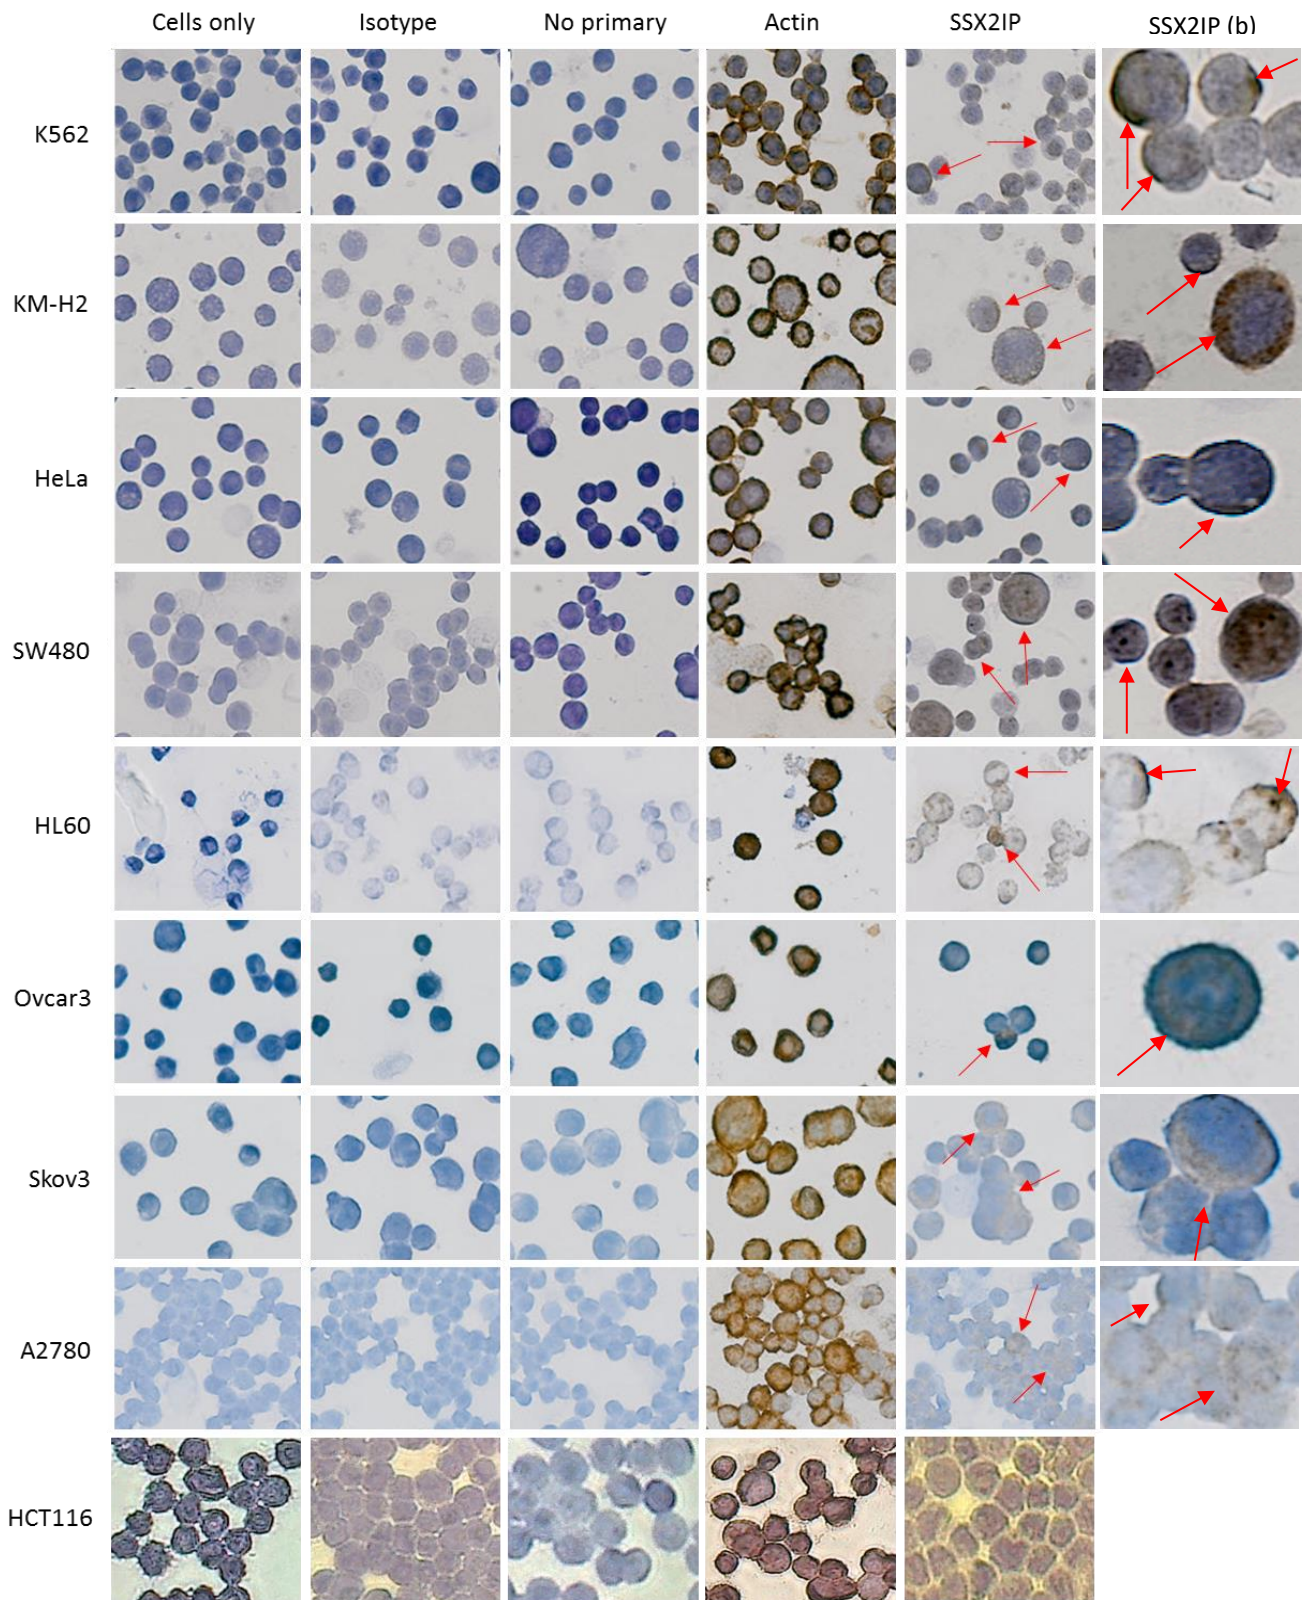 Cells only Isotype No primary Actin SSX2IP SSX2IP (b)
K562
KM-H2
HeLa
SW480
HL60
Ovcar3
Skov3
A2780
HCT116